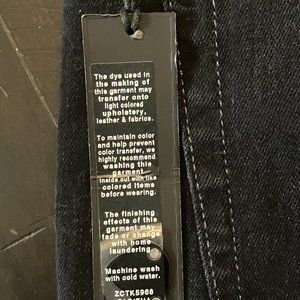 The dye used in
the making of
this garment may
transfer onto
light colored
upholstery,
leather & fabrics.
To maintain color
and help prevent
color transfer, we
highly recommend
washing this
garment
inside out with like
colored items
before wearing.
The finishing
effects of this
garment may
fade or change
with home
laundering.
Machine wash
with cold water.
ZCTK5968